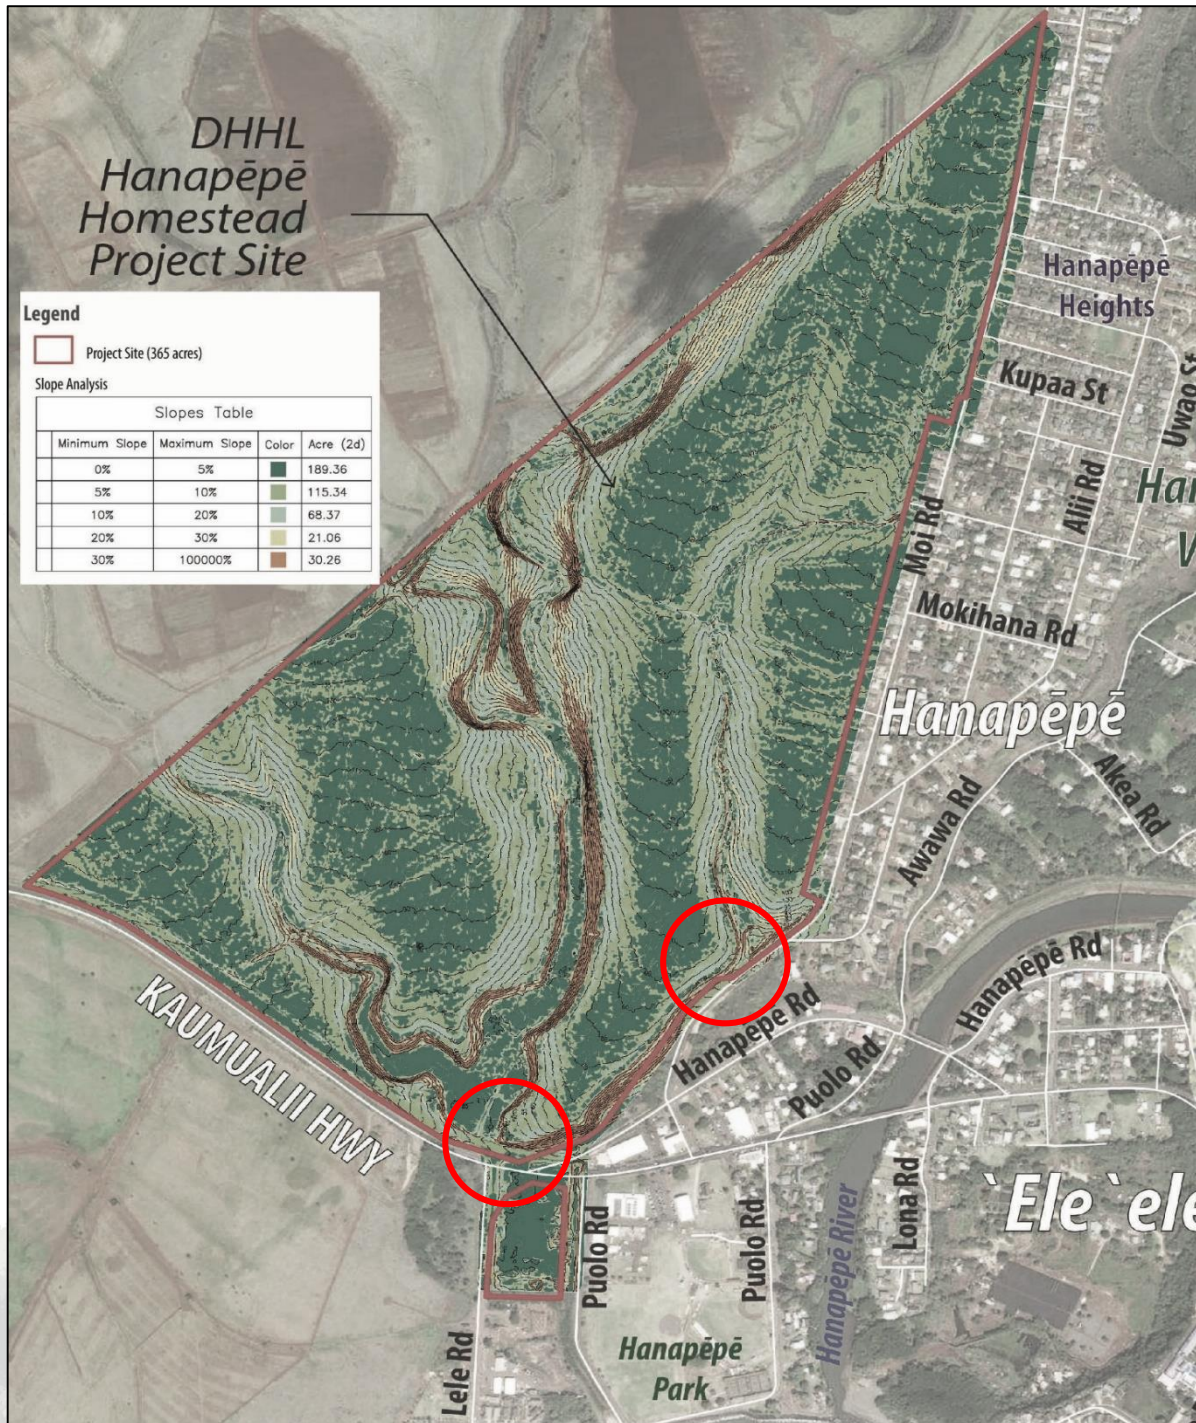 DHHL
Hanapēpē
Homestead
Project Site
Legend
Project Site (365 acres)
Slope Analysis
Slopes Table
Minimum Slope Maximum Slope Color Acre (2d)
0% 5% 189.36
5% 10% 115.34
10% 20% 68.37
20% 30% 21.06
30% 100000% 30.26
Hanapēpē
Heights
Kupaa St
Uwao St
Alii Rd
Moi Rd
Mokihana Rd
Hanapēpē
Akea Rd
Awawa Rd
Hanapēpē Rd
Hanapēpē Rd
Puolo Rd
KAUMUALII HWY
Lona Rd
`Ele `ele
Puolo Rd
Puolo Rd
Hanapēpē River
Lele Rd
Hanapēpē
Park